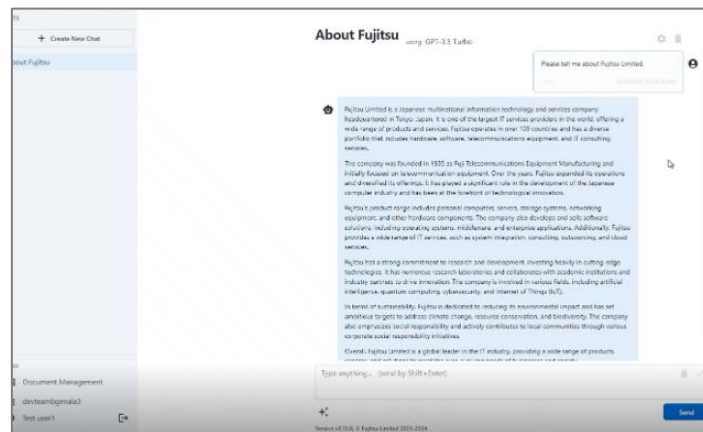 + Create New Chat
About Fujitsu
using GPT-3.5 Turbo
Please tell me about Fujitsu Limited.
Fujitsu Limited is a Japanese multinational information technology and services company
headquartered in Tokyo, Japan. It is one of the largest IT services providers in the world, offering a
wide range of products and services. Fujitsu operates in over 100 countries and has a diverse
portfolio that includes hardware, software, telecommunications equipment, and IT consulting
services.
The company was founded in 1935 as Fuji Telecommunications Equipment Manufacturing and
initially focused on telecommunication equipment. Over the years, Fujitsu expanded its operations
and diversified its offerings. It has played a significant role in the development of the Japanese
computer industry and has been at the forefront of technological innovation.
Fujitsu's product range includes personal computers, servers, storage systems, networking
equipment, and other hardware components. The company also develops and sells software
solutions, including operating systems, middleware, and enterprise applications. Additionally, Fujitsu
provides a wide range of IT services, such as system integration, consulting, outsourcing, and cloud
services.
Fujitsu has a strong commitment to research and development, investing heavily in cutting-edge
technologies. It has numerous research laboratories and collaborates with academic institutions and
industry partners to drive innovation. The company is involved in various fields, including artificial
intelligence, quantum computing, cybersecurity, and Internet of Things (IoT).
In terms of sustainability, Fujitsu is dedicated to reducing its environmental impact and has set
ambitious targets to address climate change, resource conservation, and biodiversity. The company
also emphasizes social responsibility and actively contributes to local communities through various
corporate social responsibility initiatives.
Overall, Fujitsu Limited is a global leader in the IT industry, providing a wide range of products,
Type anything... (send by Shift+Enter)
Send
Document Management
devteambgenaia3
Test user1
© Fujitsu Limited 2023-2024